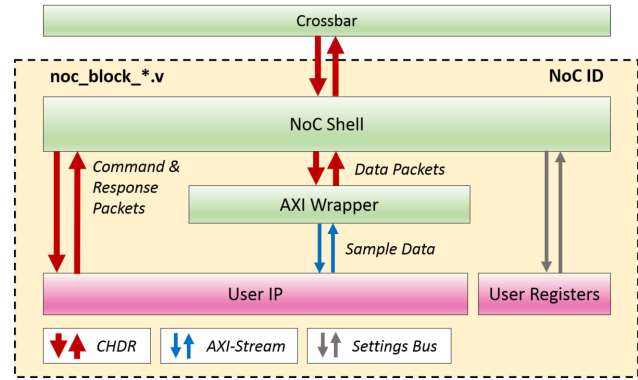 Crossbar
noc_block_*.v
NoC ID
NoC Shell
Command &
Response
Packets
Data Packets
AXI Wrapper
Sample Data
User IP
User Registers
CHDR
AXI-Stream
Settings Bus